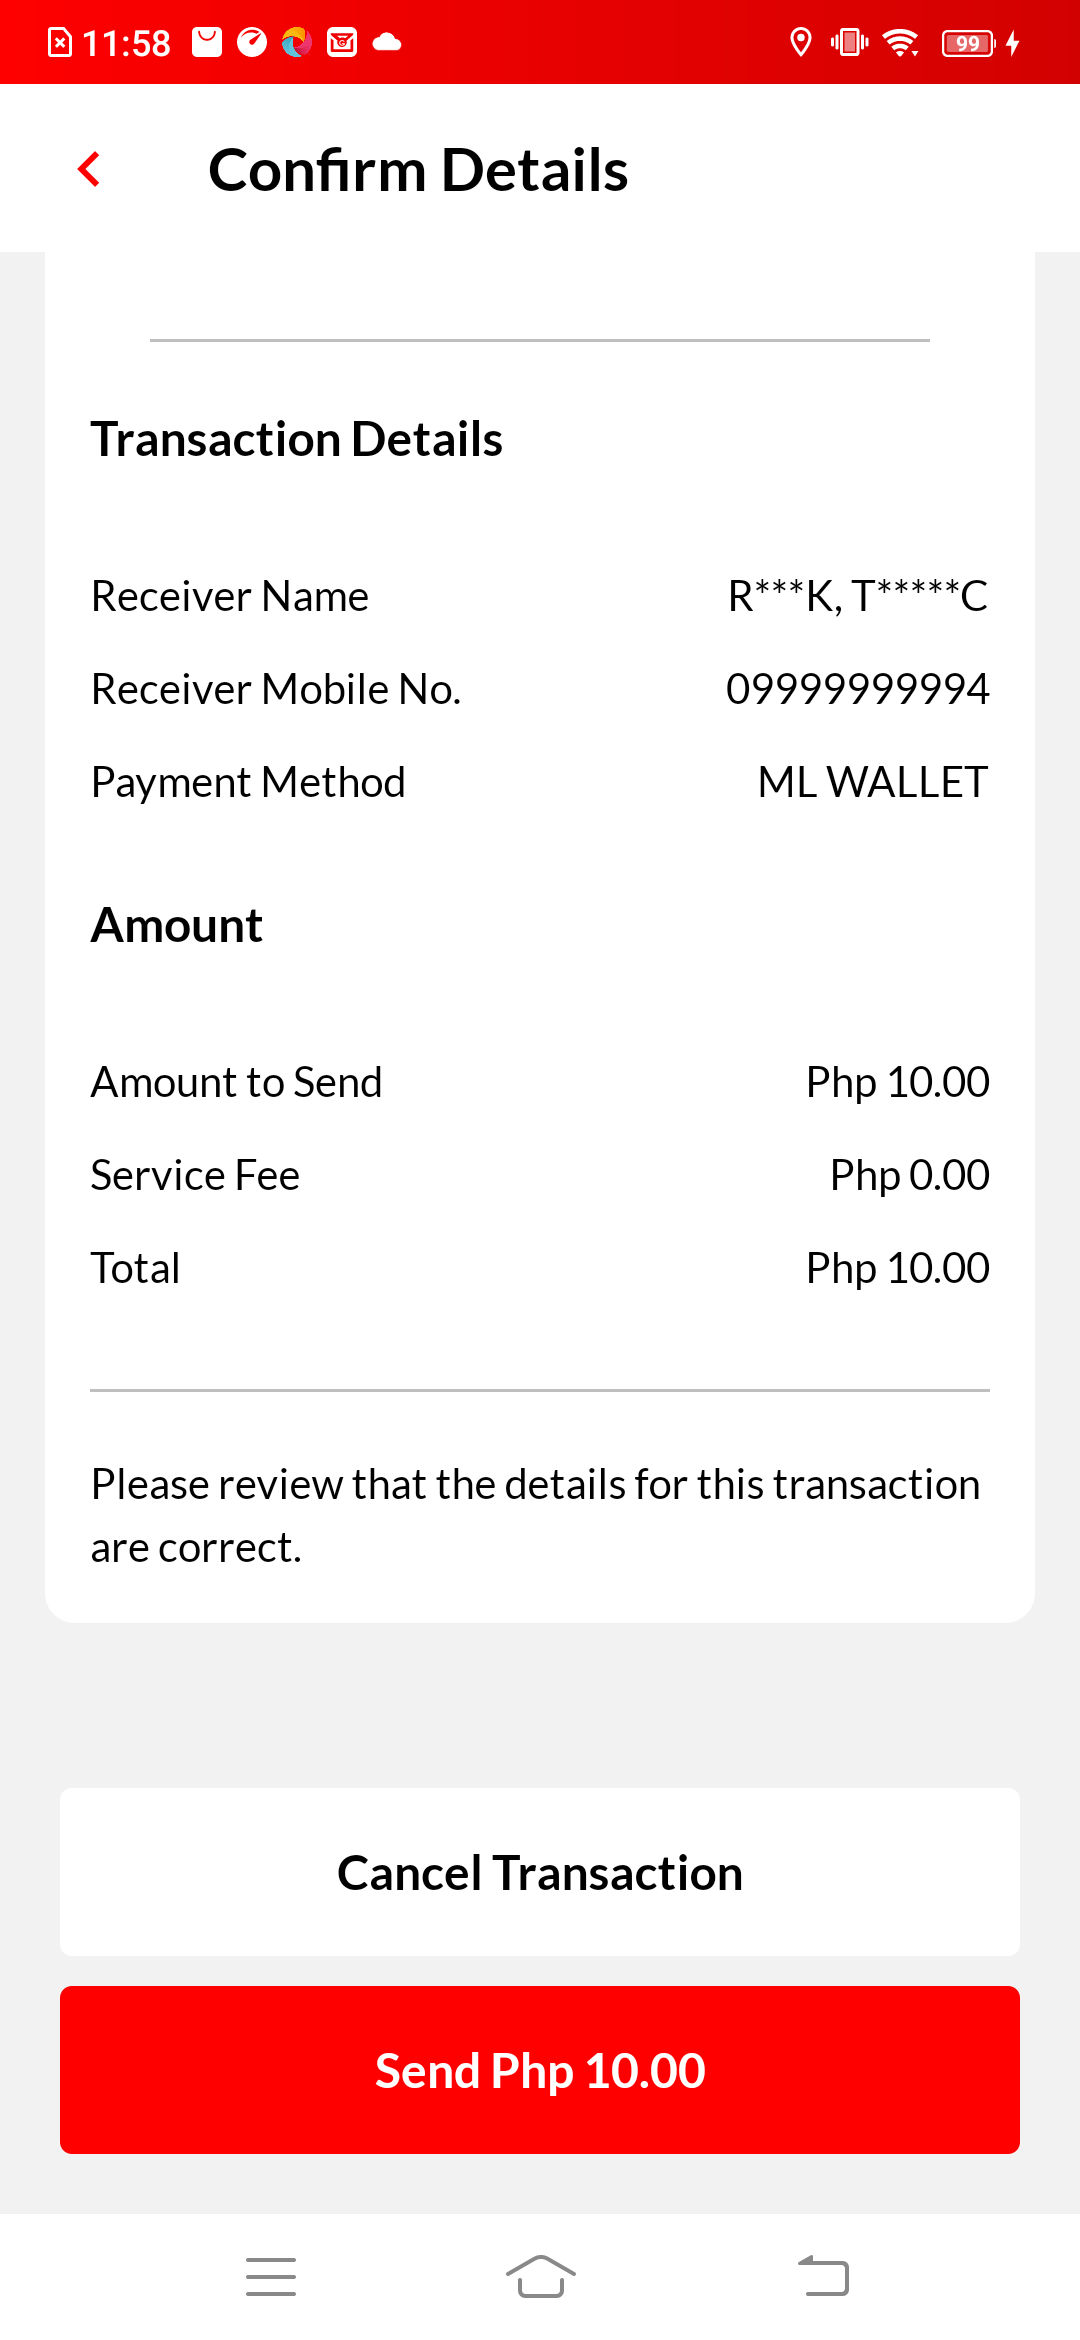 11:58
99
Confirm Details
Transaction Details
Receiver Name R***K, T*****C
Receiver Mobile No. 09999999994
Payment Method ML WALLET
Amount
Amount to Send Php 10.00
Service Fee Php 0.00
Total Php 10.00
Please review that the details for this transaction
are correct.
Cancel Transaction
Send Php 10.00